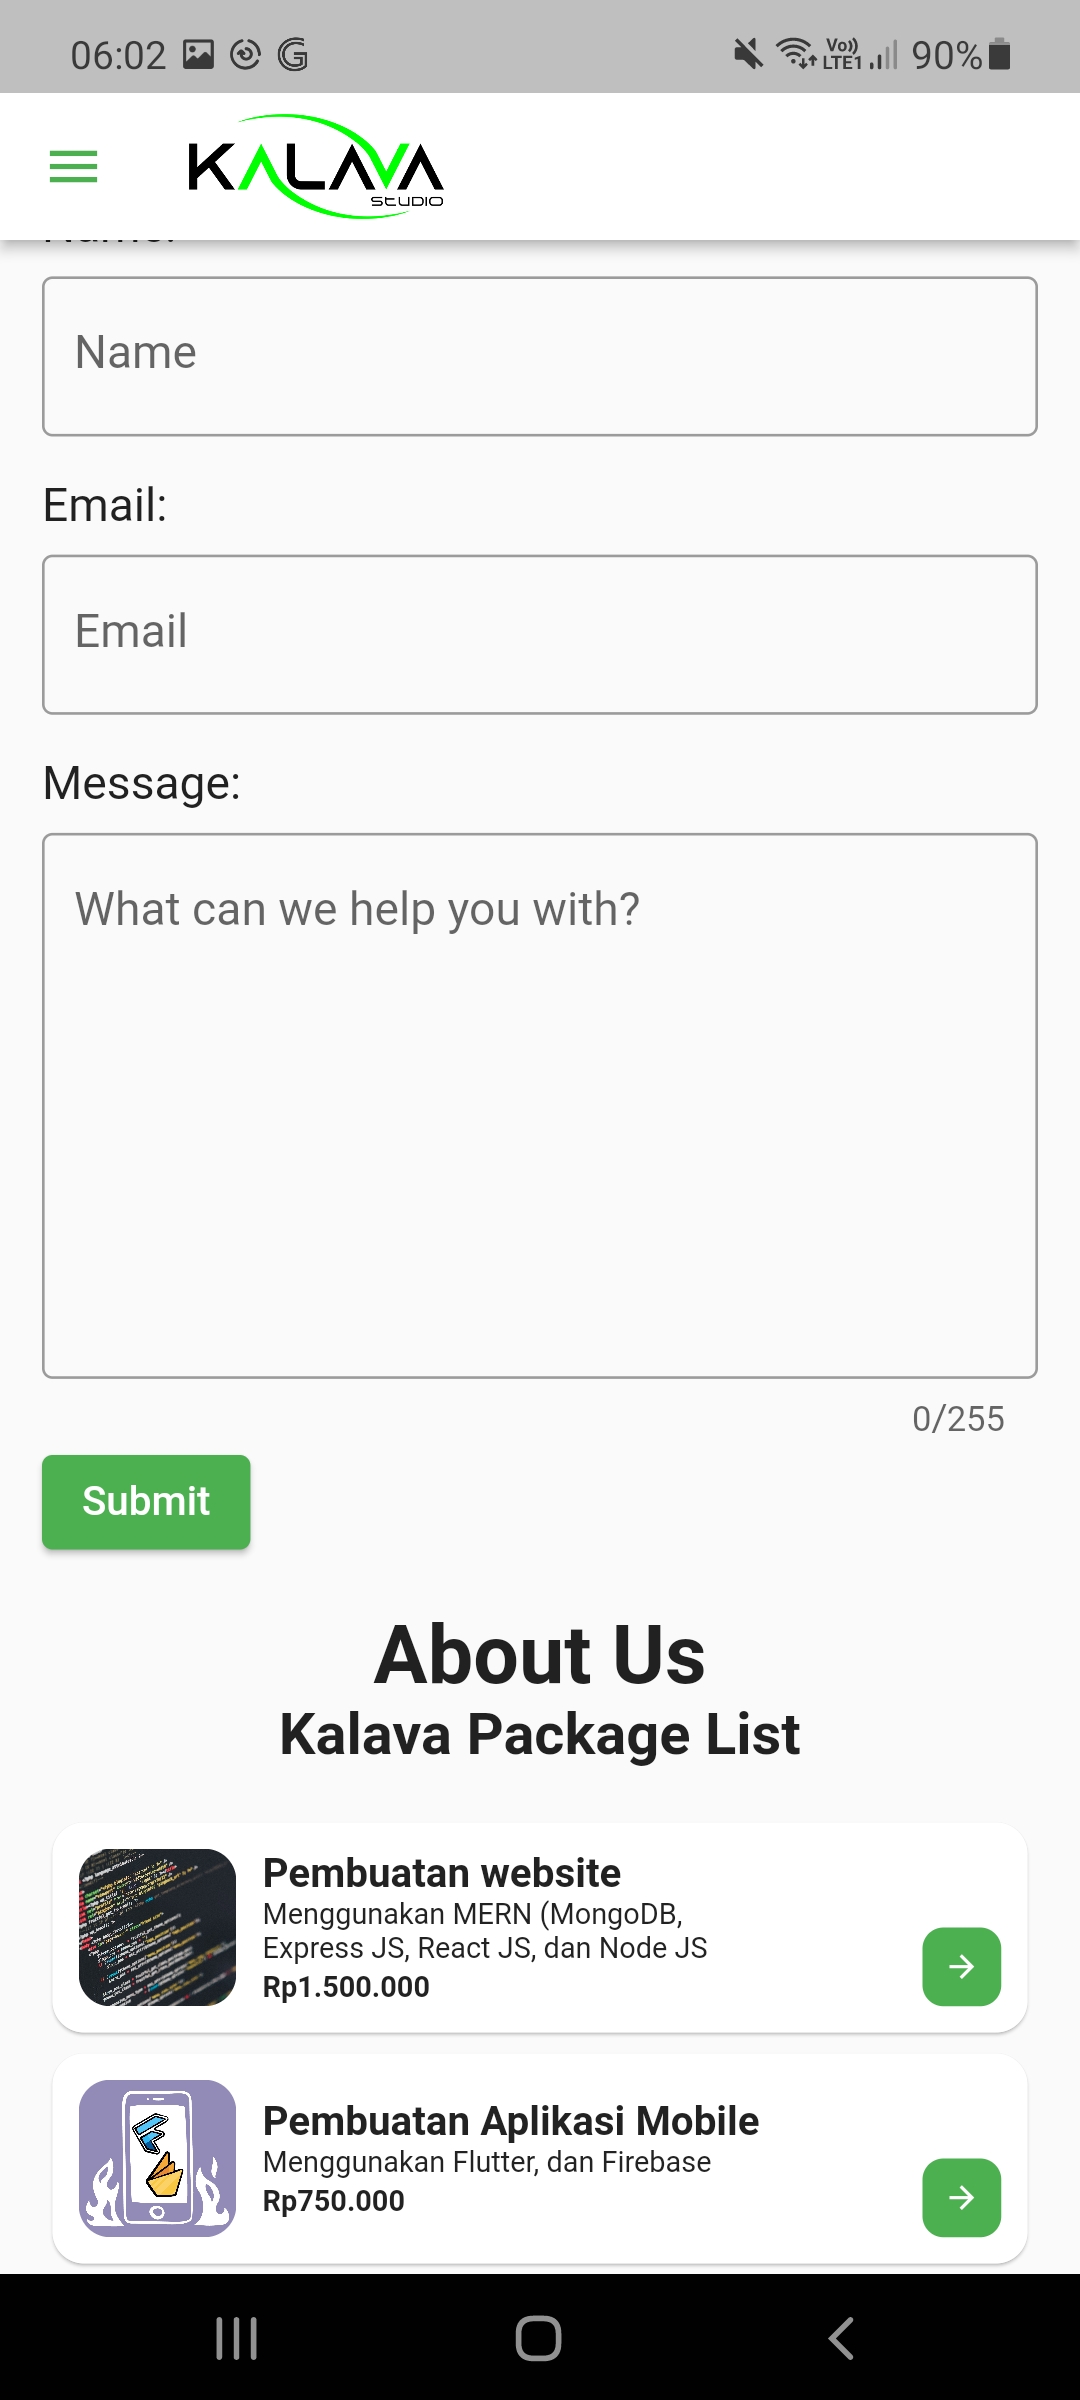 06:02
Vo))
LTE1
90%
KALAVA
STUDIO
Name:
Name
Email:
Email
Message:
What can we help you with?
0/255
Submit
About Us
Kalava Package List
Pembuatan website
Menggunakan MERN (MongoDB,
Express JS, React JS, dan Node JS
Rp1.500.000
Pembuatan Aplikasi Mobile
Menggunakan Flutter, dan Firebase
Rp750.000